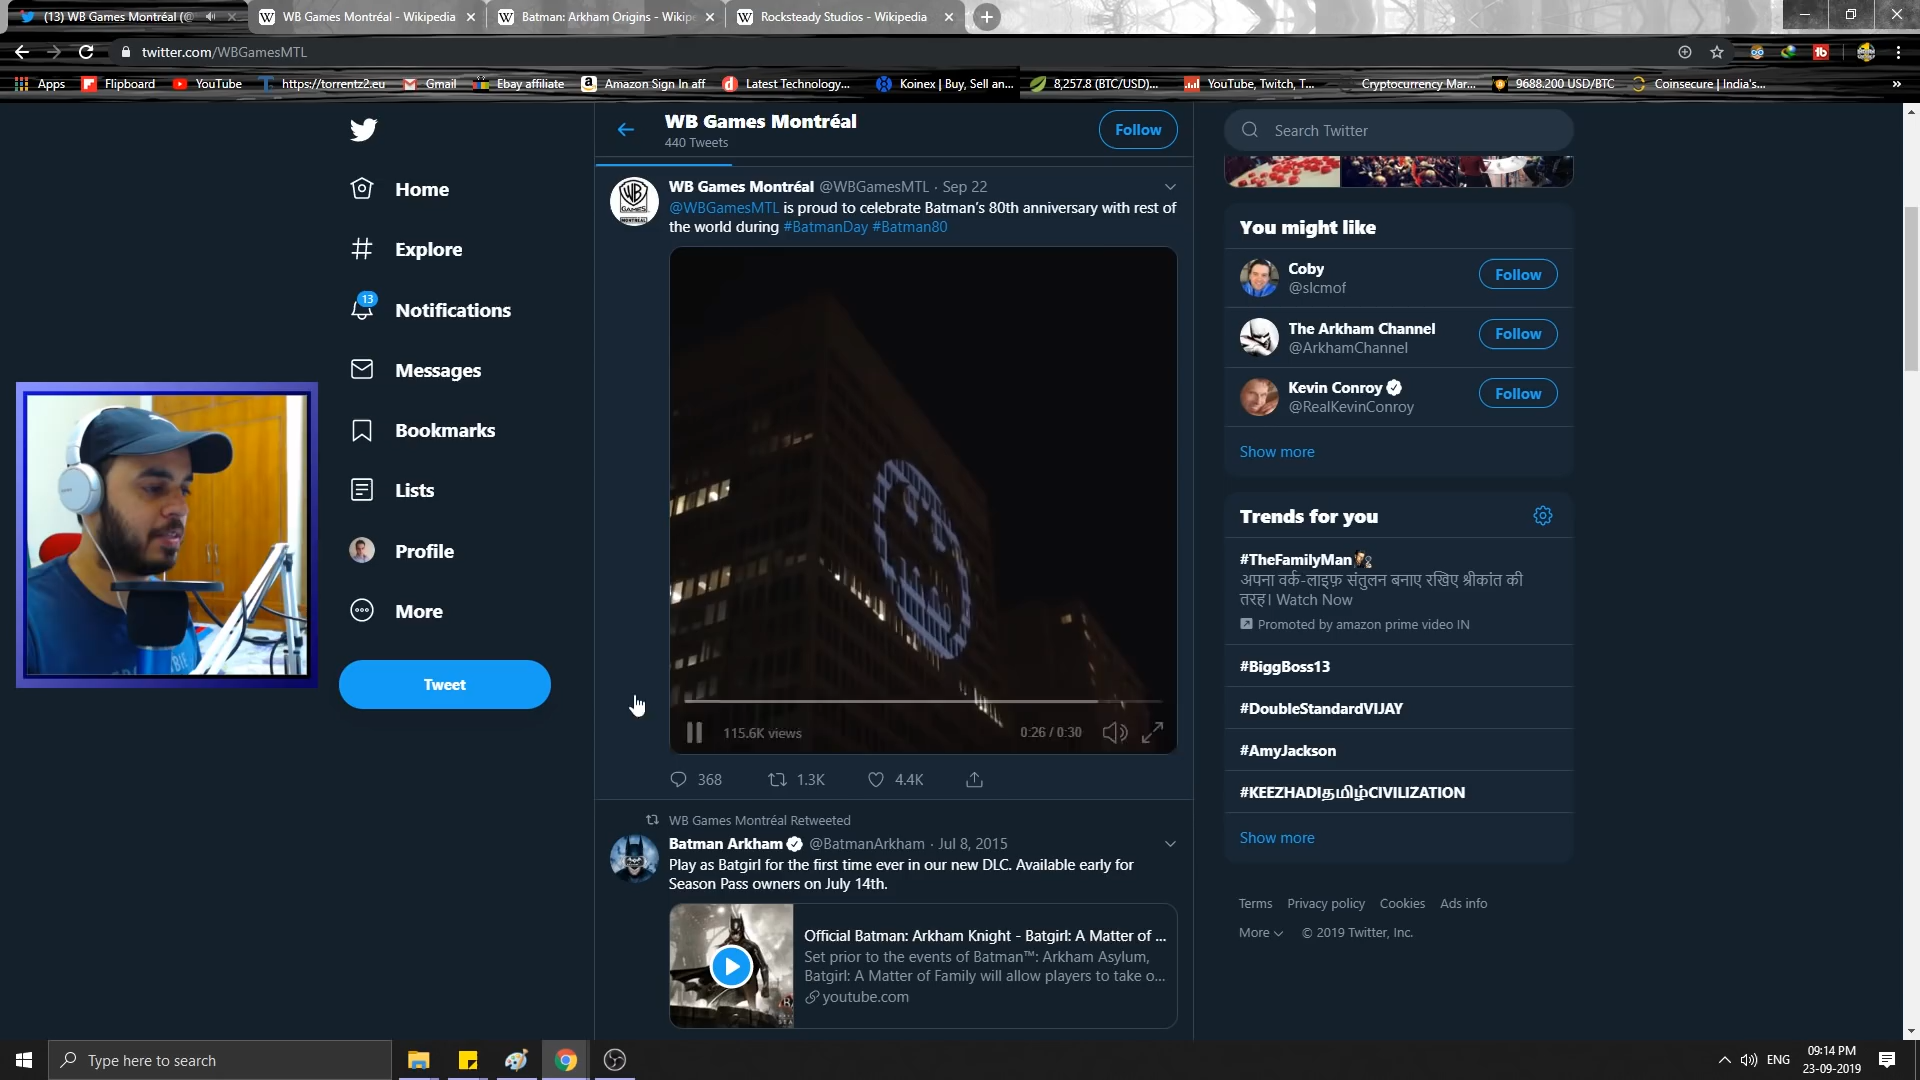 (13) WB Games Montréal (@
WB Games Montréal - Wikipedia
Batman: Arkham Origins - Wikipe
Rocksteady Studios - Wikipedia
twitter.com/WBGamesMTL
Apps
Flipboard
YouTube
https://torrentz2.eu
Gmail
Ebay affiliate
Amazon Sign In aff
Latest Technology...
Koinex | Buy, Sell an...
8,257.8 (BTC/USD)...
YouTube, Twitch, T...
Cryptocurrency Mar...
9688.200 USD/BTC
Coinsecure | India's...
»
Home
Explore
13
Notifications
Messages
Bookmarks
Lists
Profile
More
Tweet
WB Games Montréal
440 Tweets
Follow
WB Games Montréal @WBGamesMTL · Sep 22
@WBGamesMTL is proud to celebrate Batman's 80th anniversary with rest of
the world during #BatmanDay #Batman80
115.6K views
0:26 / 0:30
368
1.3K
4.4K
WB Games Montréal Retweeted
Batman Arkham @BatmanArkham · Jul 8, 2015
Play as Batgirl for the first time ever in our new DLC. Available early for
Season Pass owners on July 14th.
Official Batman: Arkham Knight - Batgirl: A Matter of ...
Set prior to the events of Batman™: Arkham Asylum,
Batgirl: A Matter of Family will allow players to take o...
youtube.com
Search Twitter
You might like
Coby
@slcmof
Follow
The Arkham Channel
@ArkhamChannel
Follow
Kevin Conroy
@RealKevinConroy
Follow
Show more
Trends for you
#TheFamilyMan
अपना वर्क-लाइफ़ संतुलन बनाए रखिए श्रीकांत की
तरह। Watch Now
Promoted by amazon prime video IN
#BiggBoss13
#DoubleStandardVIJAY
#AmyJackson
#KEEZHADIதமிழ்CIVILIZATION
Show more
Terms Privacy policy Cookies Ads info
More © 2019 Twitter, Inc.
Type here to search
ENG
09:14 PM
23-09-2019